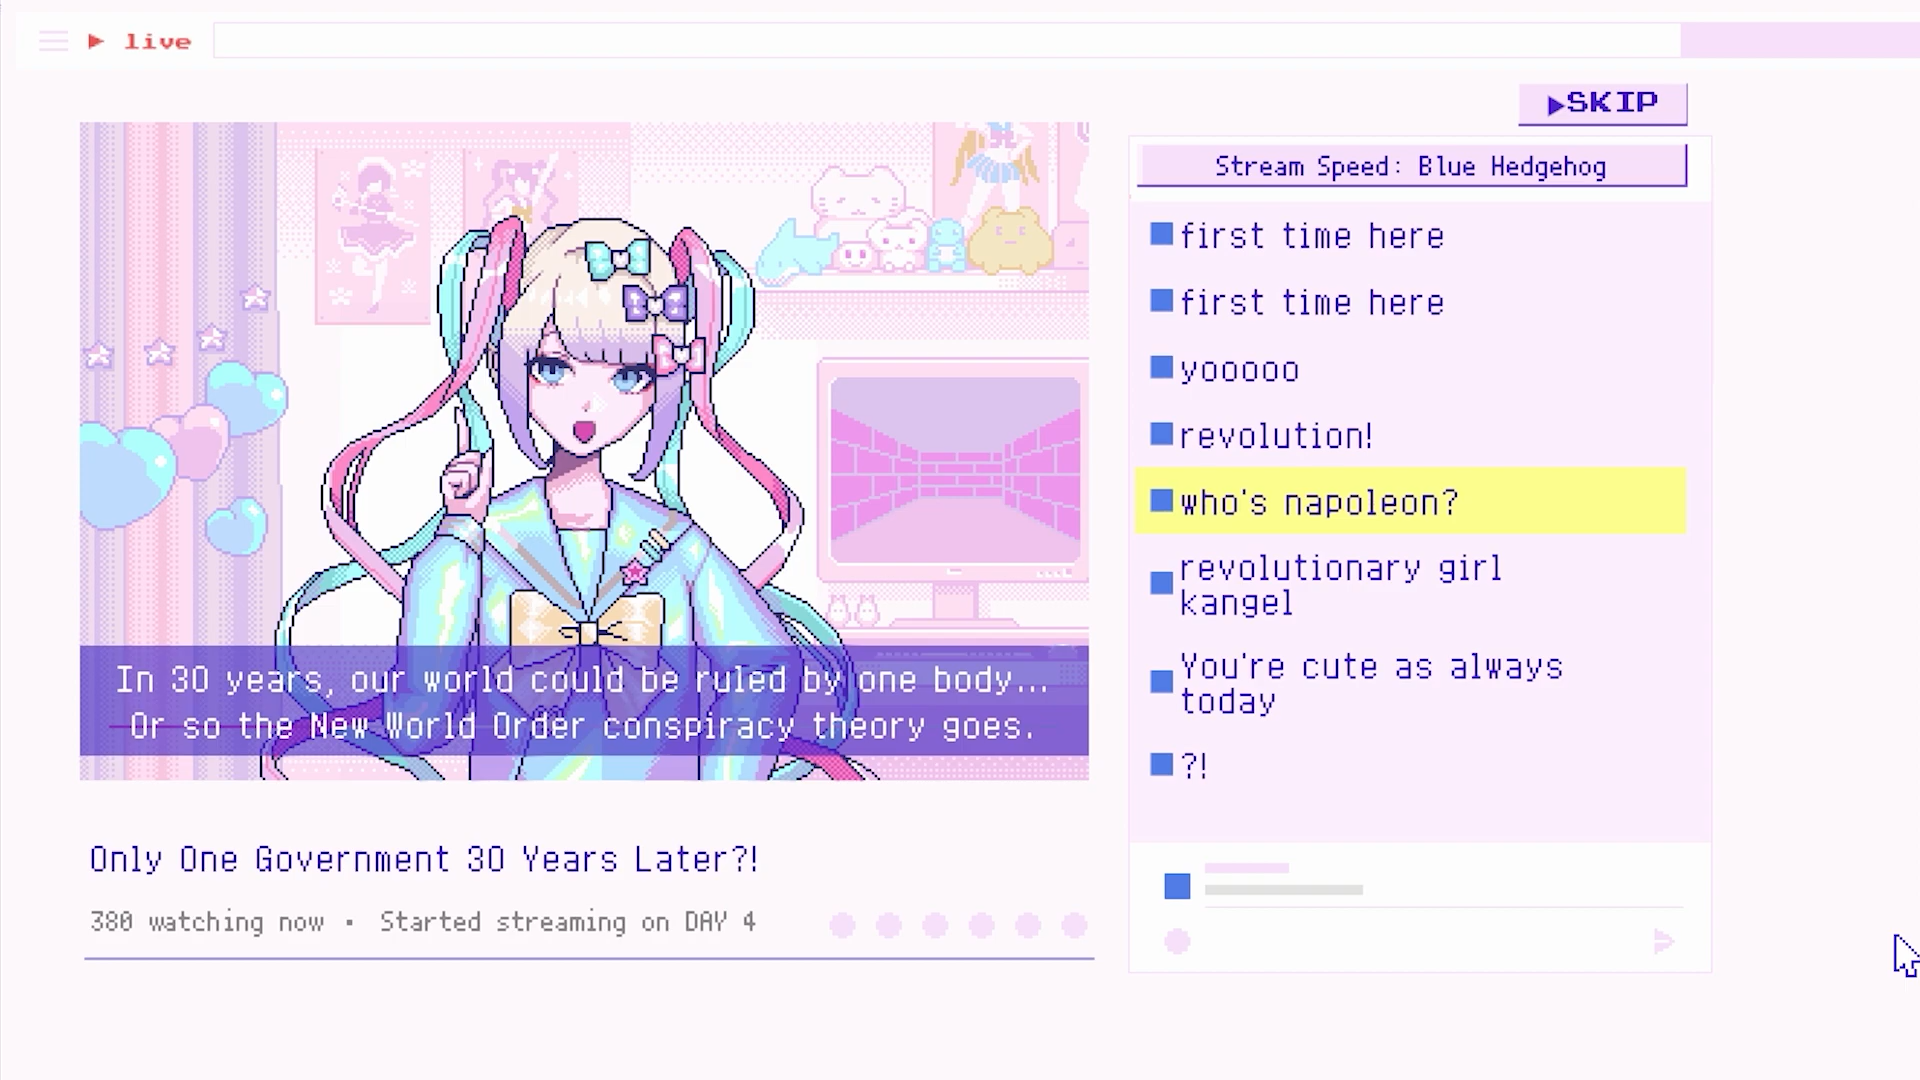 live
▶SKIP
Stream Speed: Blue Hedgehog
first time here
first time here
yooooo
revolution!
who's napoleon?
revolutionary girl
kangel
You're cute as always
today
?!
In 30 years, our world could be ruled by one body...
Or so the New World Order conspiracy theory goes.
Only One Government 30 Years Later?!
380 watching now • Started streaming on DAY 4